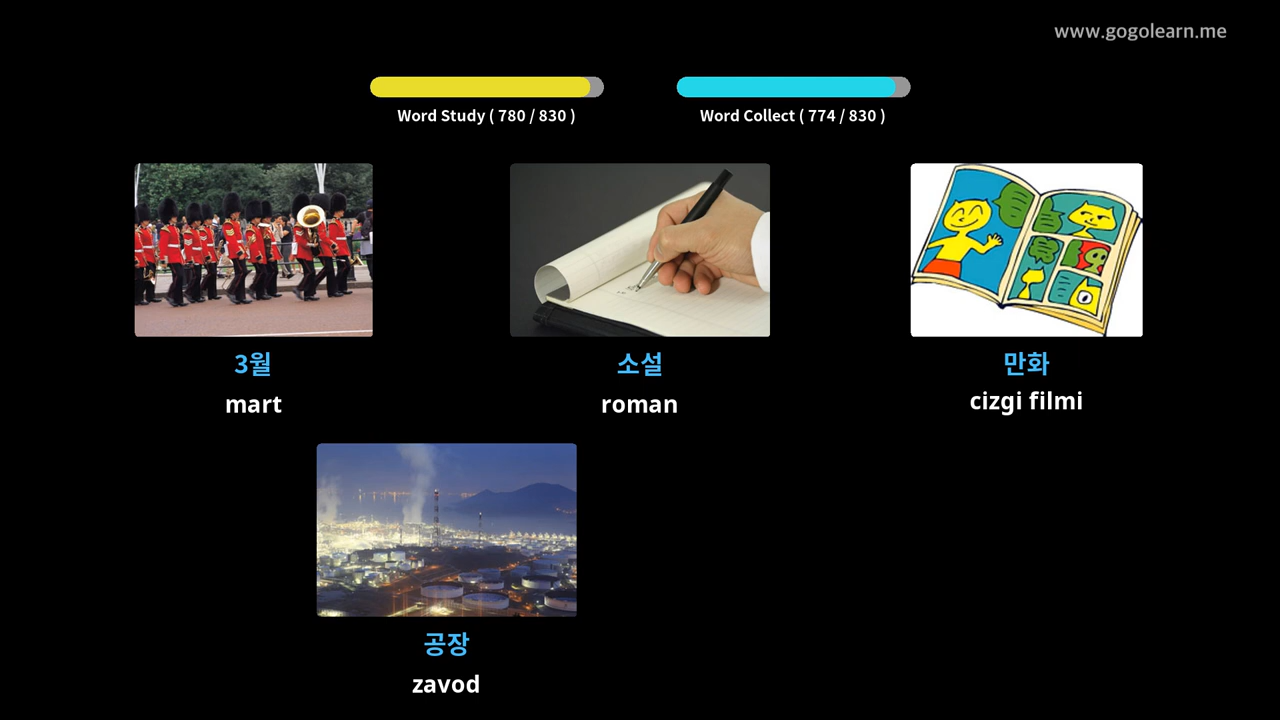 www.gogolearn.me
Word Study ( 780 / 830 )
Word Collect ( 774 / 830 )
3월
mart
소설
roman
만화
cizgi filmi
공장
zavod